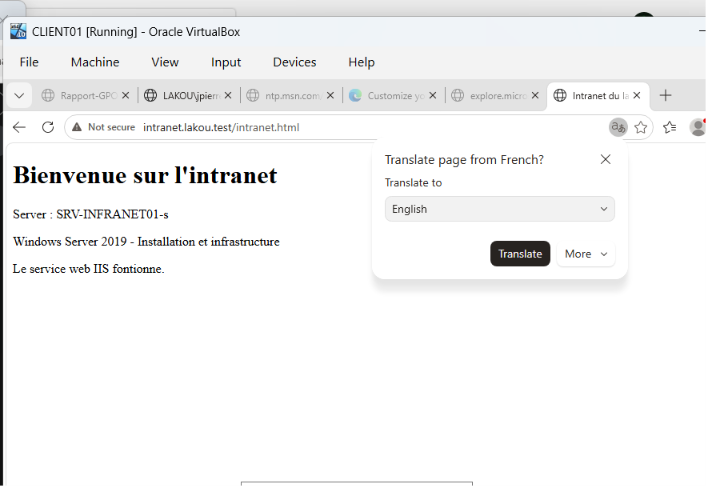 CLIENT01 [Running] - Oracle VirtualBox
File Machine View Input Devices Help
Rapport-GPO LAKOU\jpierr ntp.msn.com Customize yo explore.micro Intranet du la
Not secure intranet.lakou.test/intranet.html
Translate page from French?
Translate to
English
Translate More
Bienvenue sur l'intranet
Server : SRV-INFRANET01-s
Windows Server 2019 - Installation et infrastructure
Le service web IIS fontionne.